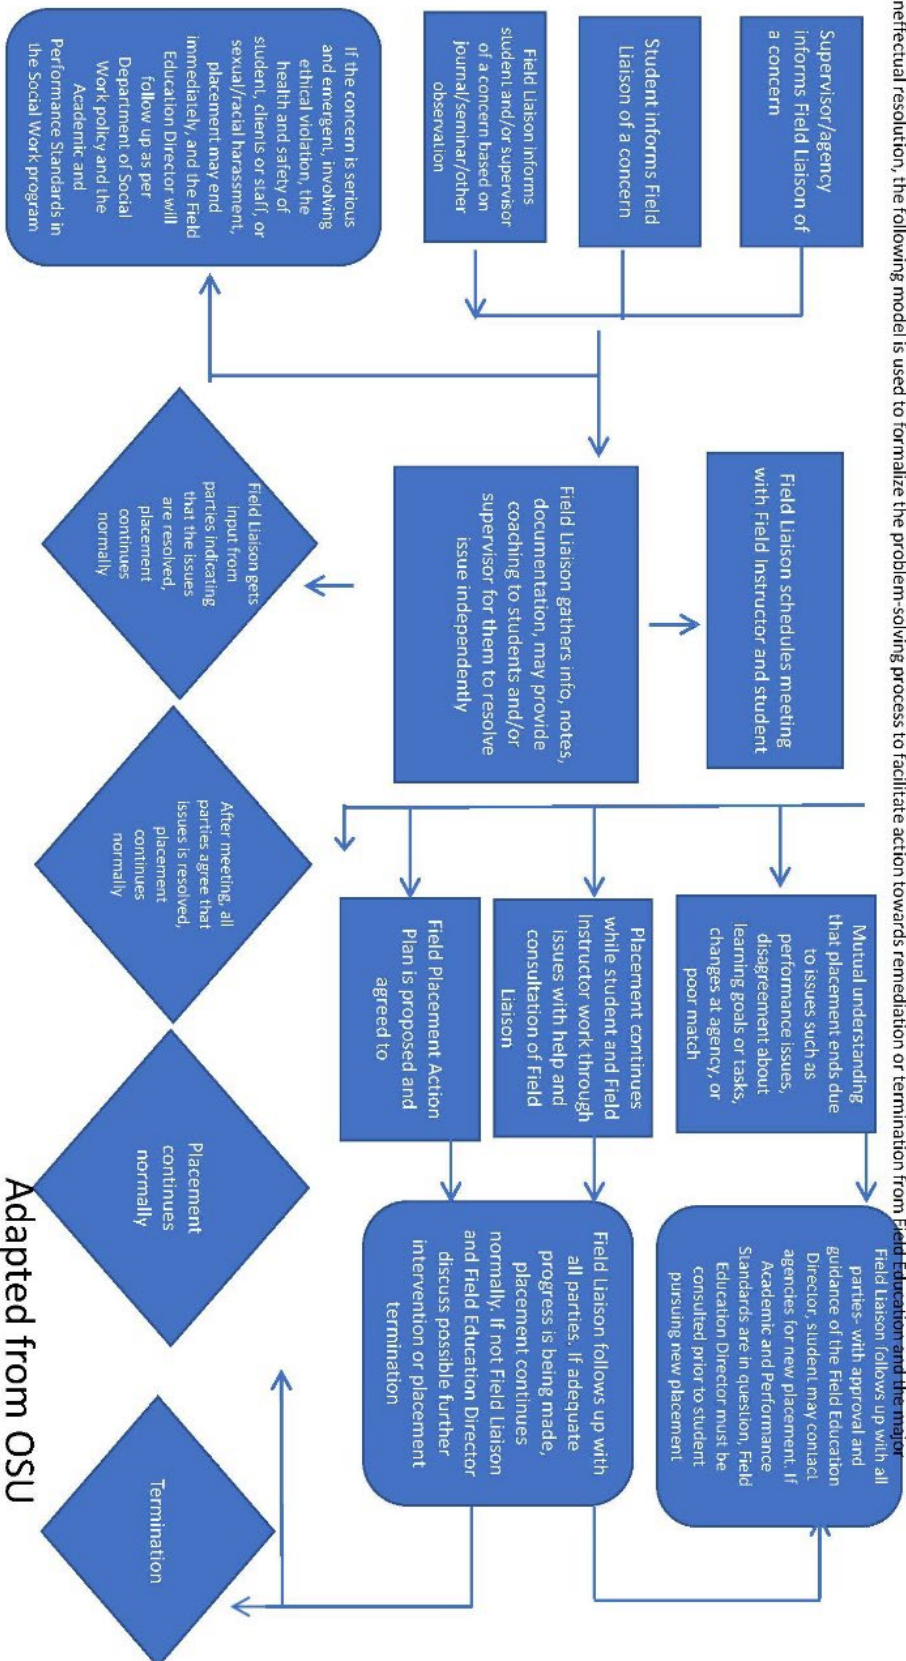 neffectual resolution, the following model is used to formalize the problem-solving process to facilitate action towards remediation or termination from Field Education and the major
Supervisor/agency
informs Field Liaison of
a concern
Student informs Field
Liaison of a concern
Field Liaison informs
student and/or supervisor
of a concern based on
journal/seminar/other
observation
If the concern is serious
and emergent, involving
ethical violation, the
health and safety of
student, clients or staff, or
sexual/racial harassment,
placement may end
immediately, and the Field
Education Director will
follow up as per
Department of Social
Work policy and the
Academic and
Performance Standards in
the Social Work program
Field Liaison schedules meeting
with Field Instructor and student
Field Liaison gathers info, notes,
documentation, may provide
coaching to students and/or
supervisor for them to resolve
issue independently
Field Liaison gets
input from
parties indicating
that the issues
are resolved,
placement
continues
normally
Mutual understanding
that placement ends due
to issues such as
performance issues,
disagreement about
learning goals or tasks,
changes at agency, or
poor match
Placement continues
while student and Field
Instructor work through
issues with help and
consultation of Field
Liaison
Field Placement Action
Plan is proposed and
agreed to
After meeting, all
parties agree that
issues is resolved,
placement
continues
normally
Field Liaison follows up with all
parties- with approval and
guidance of the Field Education
Director, student may contact
agencies for new placement. If
Academic and Performance
Standards are in question, Field
Education Director must be
consulted prior to student
pursuing new placement
Field Liaison follows up with
all parties. If adequate
progress is being made,
placement continues
normally. If not Field Liaison
and Field Education Director
discuss possible further
intervention or placement
termination
Placement
continues
normally
Termination
Adapted from OSU